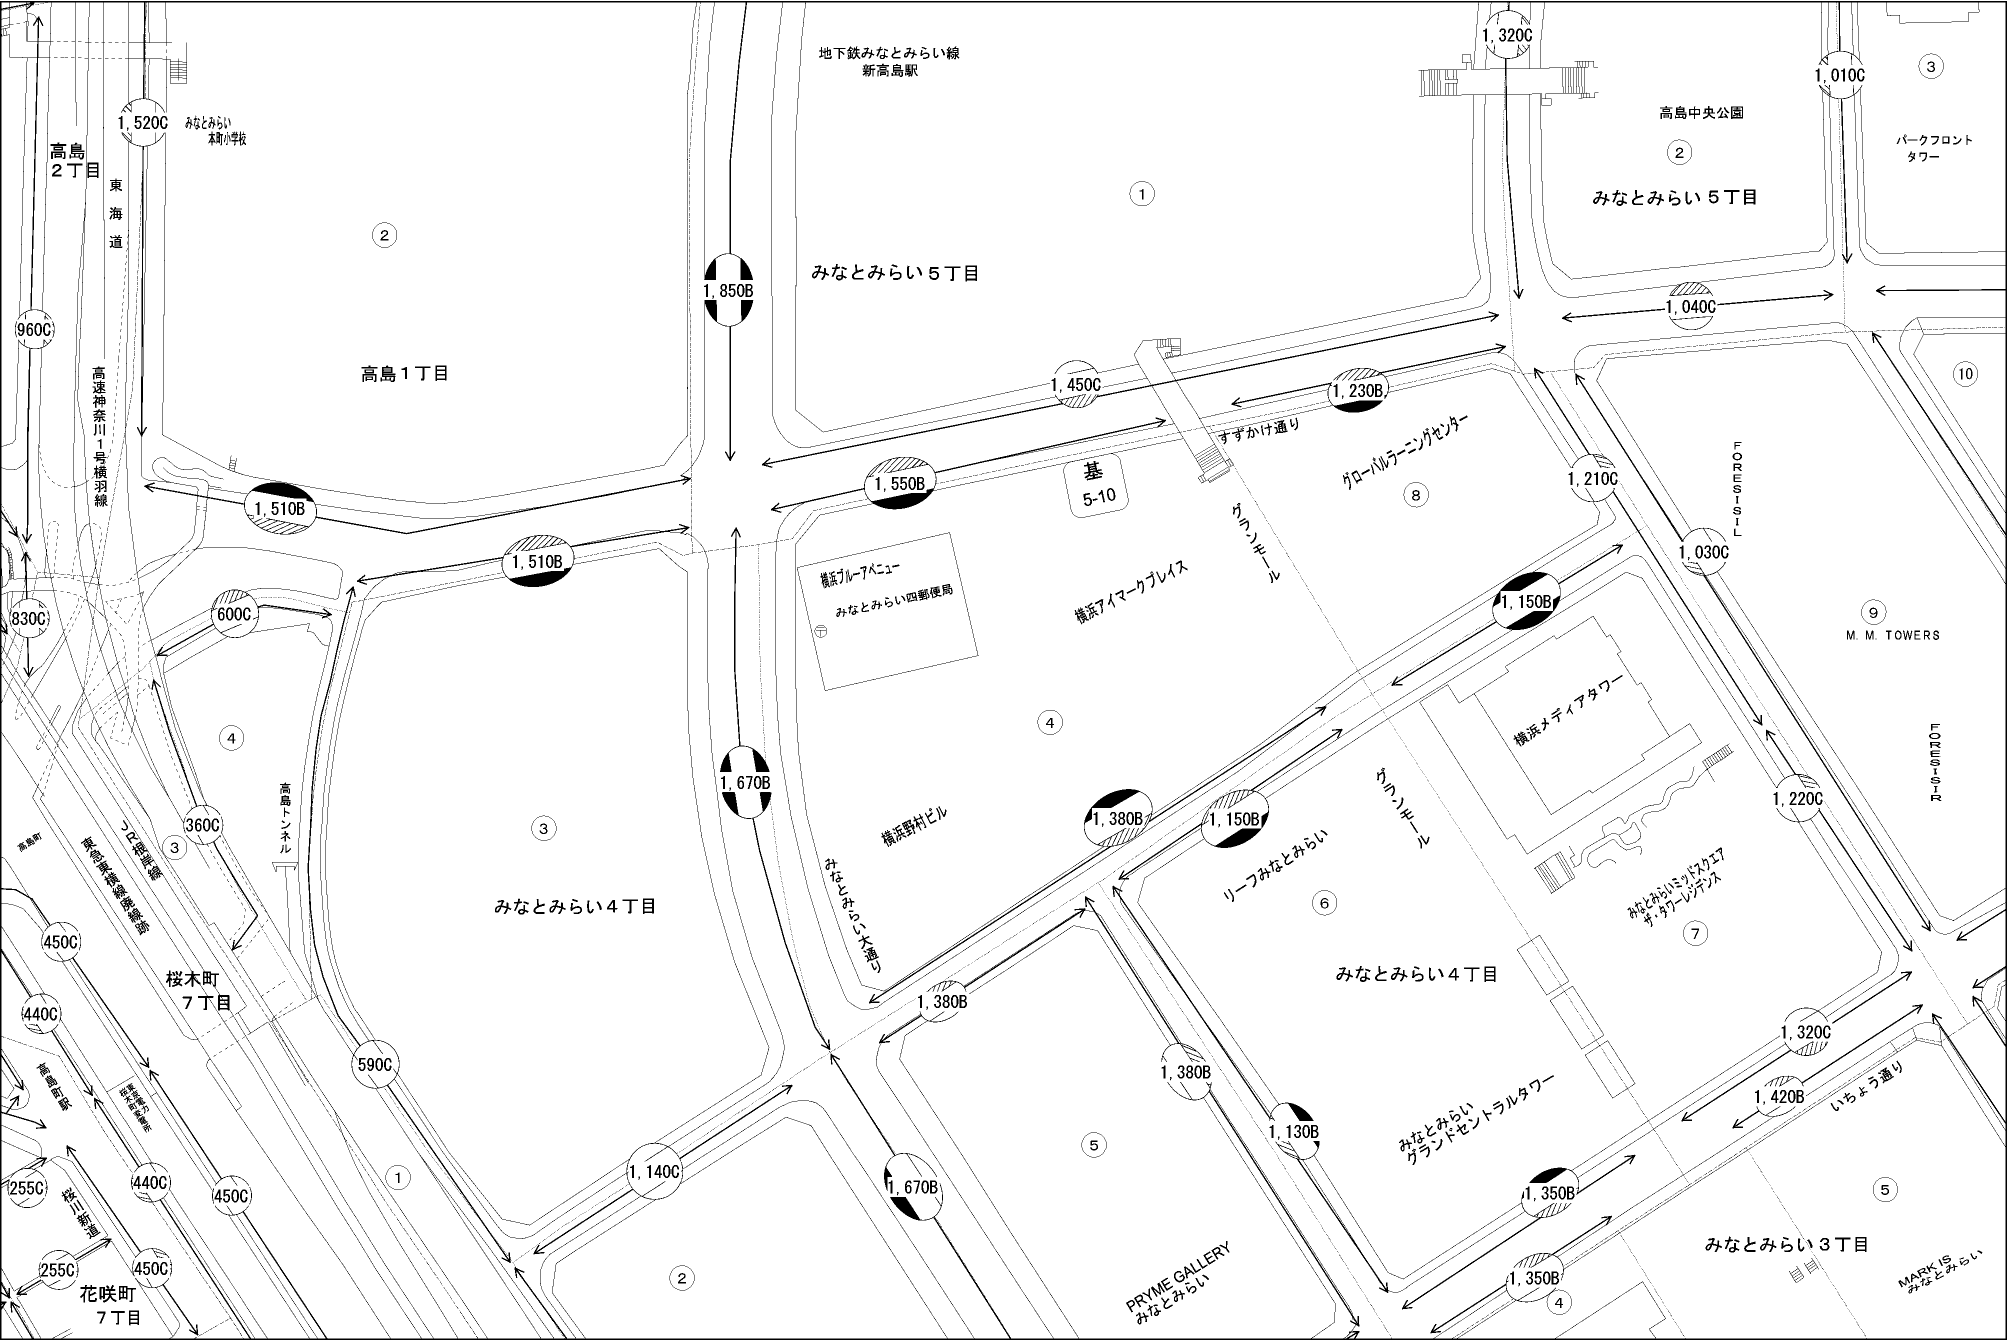 地下鉄みなとみらい線
新高島駅
1,320C
1,010C
3
1,520C
みなとみらい
本町小学校
高島
2丁目
高島中央公園
2
パークフロント
タワー
東海道
1
みなとみらい5丁目
2
みなとみらい5丁目
1,850B
960C
1,040C
高島1丁目
高速神奈川1号横羽線
1,450C
1,230B
10
すずかけ通り
グローバルラーニングセンター
8
1,510B
1,550B
基
5-10
1,210C
FORESISIL
グランモール
1,510B
横浜ブルーアベニュー
みなとみらい四郵便局
〒
横浜アイマークプレイス
1,030C
1,150B
830C
600C
9
M.M. TOWERS
4
4
横浜メディアタワー
FORESISIR
1,670B
高島トンネル
グランモール
1,220C
360C
3
3
高島町
JR根岸線
東急東横線廃線跡
横浜野村ビル
1,380B
1,150B
リーフみなとみらい
みなとみらい大通り
みなとみらい4丁目
6
みなとみらいミッドスクエア
ザ・タワーレジデンス
7
450C
桜木町
7丁目
みなとみらい4丁目
1,380B
440C
1,320C
590C
1,380B
高島町駅
東京電力
桜木町変電所
1,420B
いちょう通り
1,130B
みなとみらい
グランドセントラルタワー
5
1,140C
1
255C
440C
450C
桜川新道
1,670B
1,350B
5
みなとみらい3丁目
255C
450C
2
PRYME GALLERY
みなとみらい
1,350B
4
MARK IS
みなとみらい
花咲町
7丁目